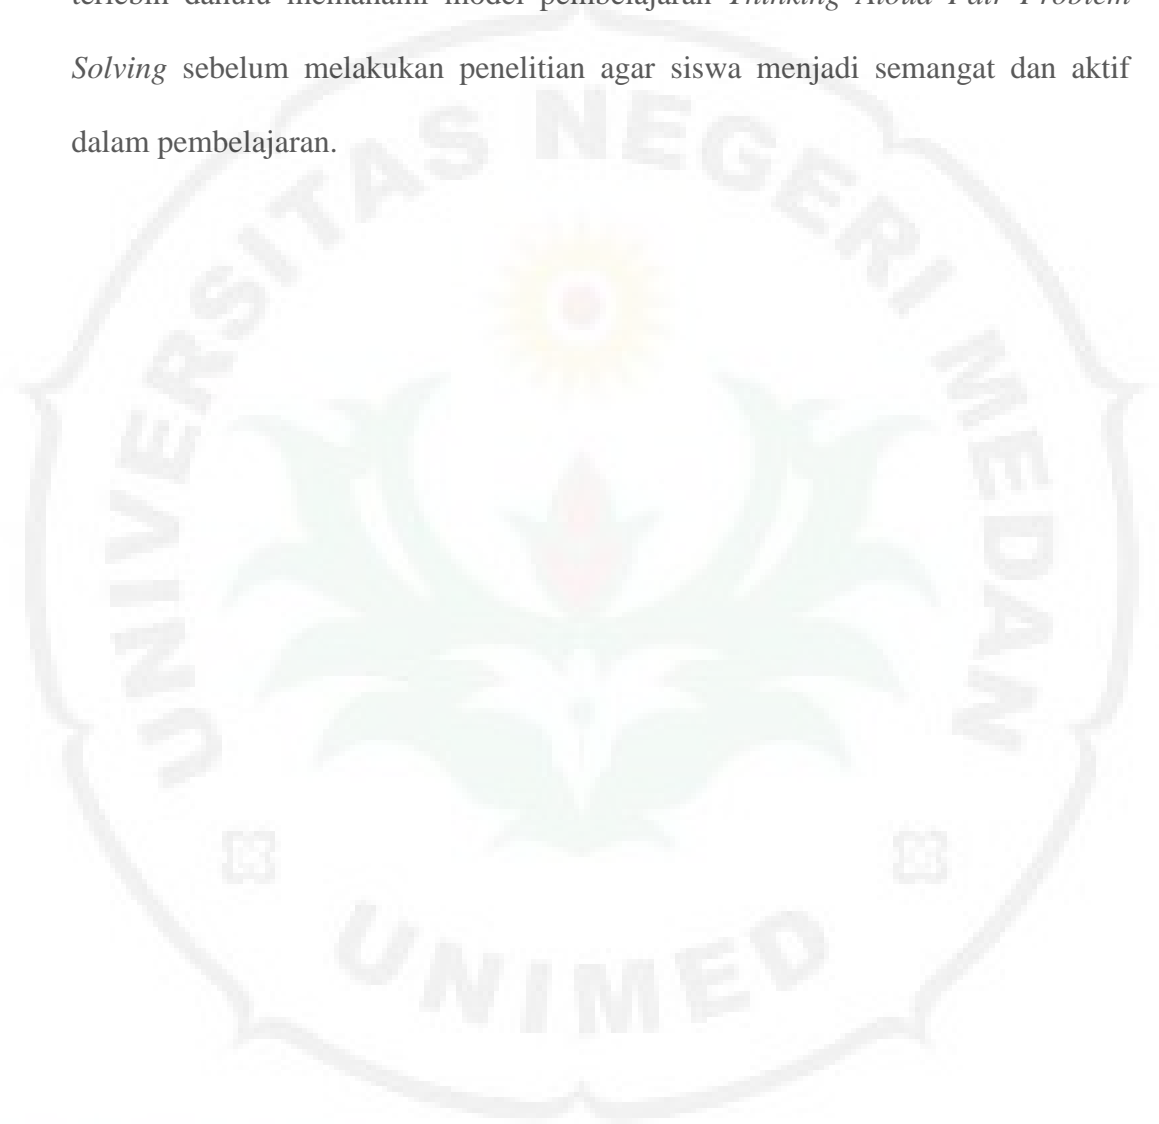 terlebih dahulu memahami model pembelajaran Thinking Aloud Pair Problem
Solving sebelum melakukan penelitian agar siswa menjadi semangat dan aktif
dalam pembelajaran.
UNIVERSITAS NEGERI MEDAN
UNIMED